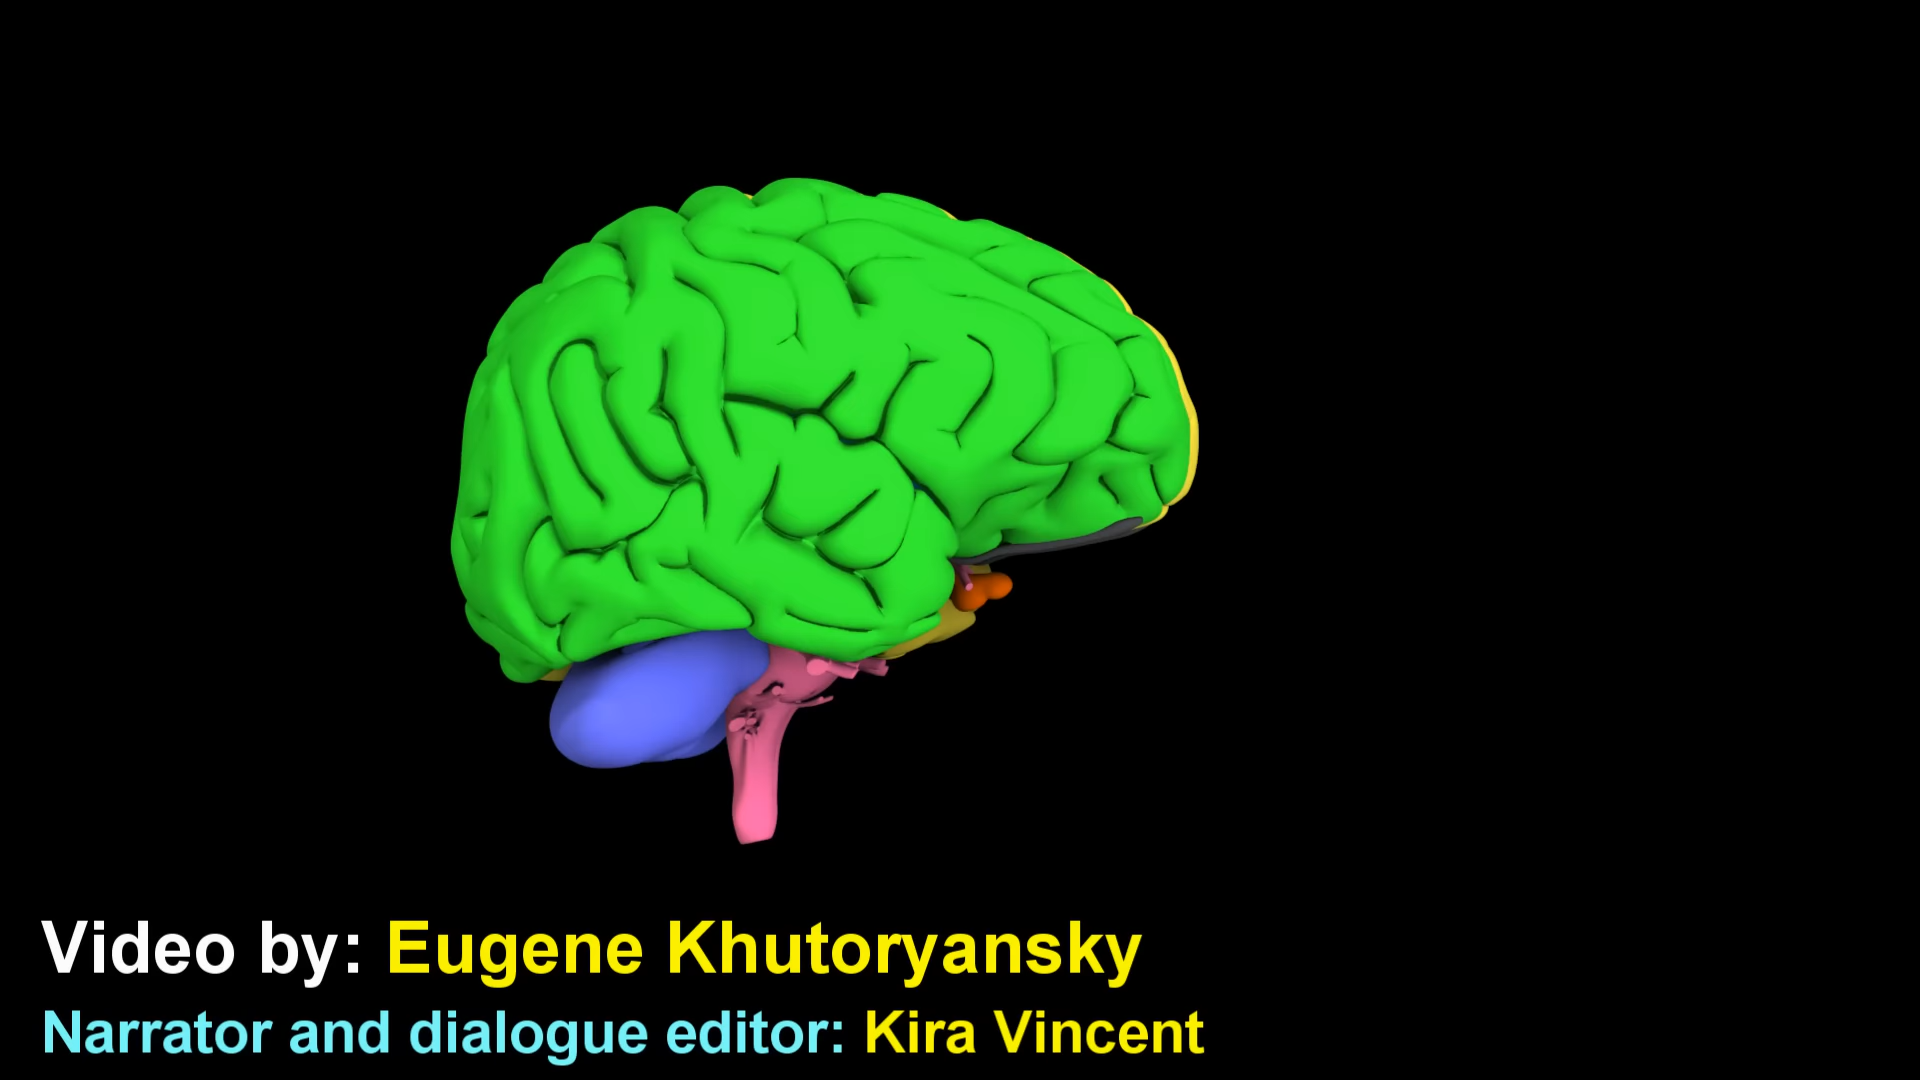 Video by: Eugene Khutoryansky
Narrator and dialogue editor: Kira Vincent